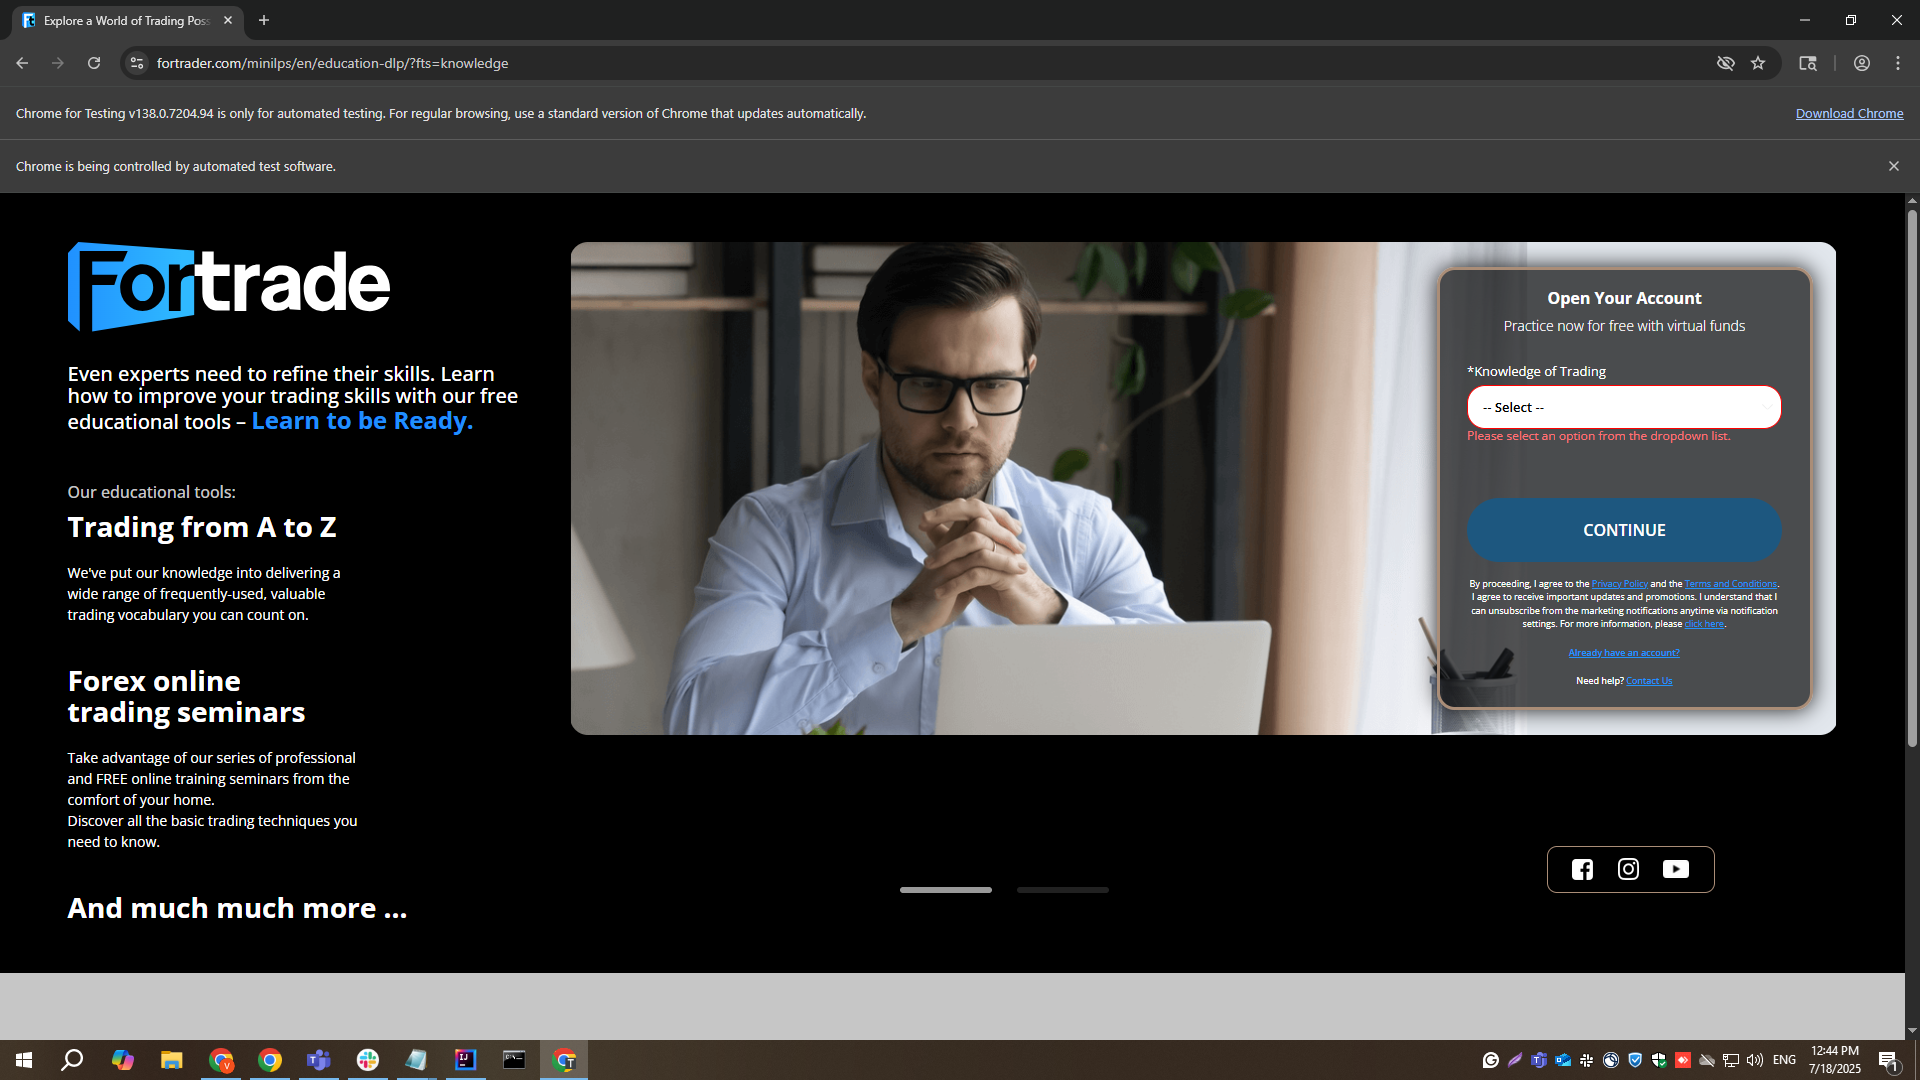 Explore a World of Trading Poss
fortrader.com/minilps/en/education-dlp/?fts=knowledge
Chrome for Testing v138.0.7204.94 is only for automated testing. For regular browsing, use a standard version of Chrome that updates automatically.
Download Chrome
Chrome is being controlled by automated test software.
Fortrade
Even experts need to refine their skills. Learn
how to improve your trading skills with our free
educational tools – Learn to be Ready.
Our educational tools:
Trading from A to Z
We've put our knowledge into delivering a
wide range of frequently-used, valuable
trading vocabulary you can count on.
Forex online
trading seminars
Take advantage of our series of professional
and FREE online training seminars from the
comfort of your home.
Discover all the basic trading techniques you
need to know.
And much much more ...
Open Your Account
Practice now for free with virtual funds
*Knowledge of Trading
-- Select --
Please select an option from the dropdown list.
CONTINUE
By proceeding, I agree to the Privacy Policy and the Terms and Conditions.
I agree to receive important updates and promotions. I understand that I
can unsubscribe from the marketing notifications anytime via notification
settings. For more information, please click here.
Already have an account?
Need help? Contact Us
ENG
12:44 PM
7/18/2025
1